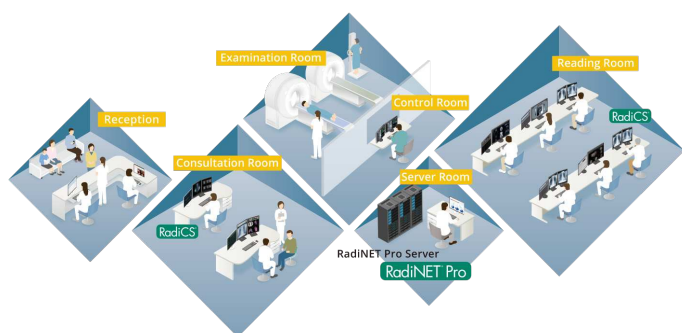 Examination Room
Reading Room
Control Room
Reception
RadiCS
Consultation Room
Server Room
RadiCS
RadiNET Pro Server
RadiNET Pro